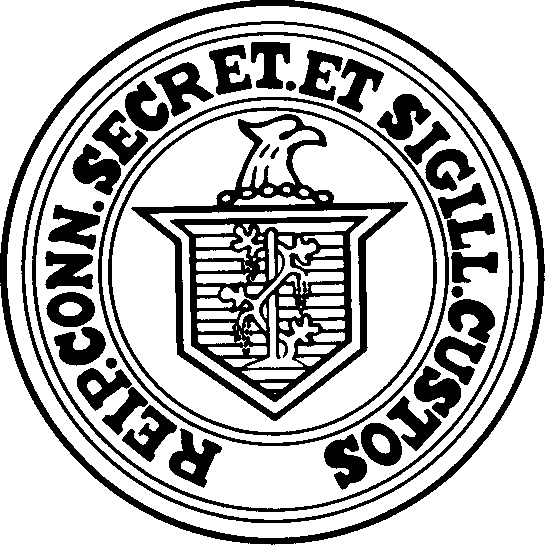 REIP. CONN. SECRET. ET SIGILL. CUSTOS